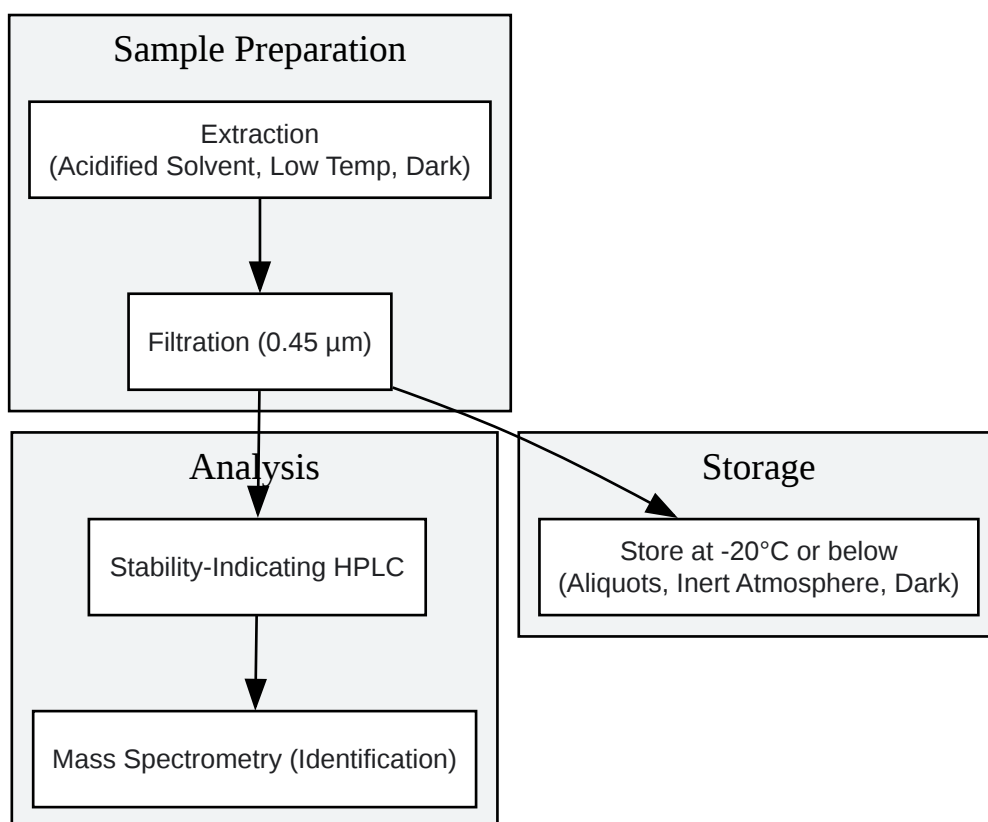 Sample Preparation
Extraction
(Acidified Solvent, Low Temp, Dark)
Filtration (0.45 µm)
Analysis
Stability-Indicating HPLC
Mass Spectrometry (Identification)
Storage
Store at -20°C or below
(Aliquots, Inert Atmosphere, Dark)